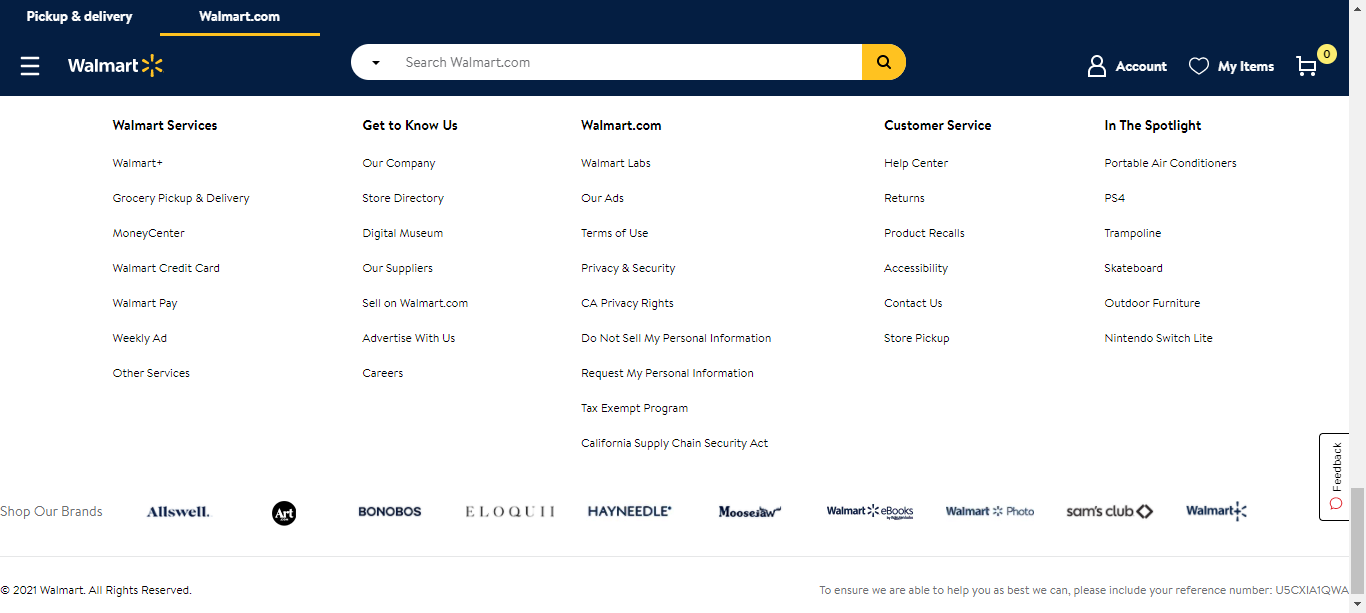 Pickup & delivery
Walmart.com
Walmart
Search Walmart.com
Account
My Items
0
Walmart Services
Walmart+
Grocery Pickup & Delivery
MoneyCenter
Walmart Credit Card
Walmart Pay
Weekly Ad
Other Services
Get to Know Us
Our Company
Store Directory
Digital Museum
Our Suppliers
Sell on Walmart.com
Advertise With Us
Careers
Walmart.com
Walmart Labs
Our Ads
Terms of Use
Privacy & Security
CA Privacy Rights
Do Not Sell My Personal Information
Request My Personal Information
Tax Exempt Program
California Supply Chain Security Act
Customer Service
Help Center
Returns
Product Recalls
Accessibility
Contact Us
Store Pickup
In The Spotlight
Portable Air Conditioners
PS4
Trampoline
Skateboard
Outdoor Furniture
Nintendo Switch Lite
Feedback
Shop Our Brands
Allswell.
Art
.com
BONOBOS
ELOQUII
HAYNEEDLE
Moosejaw
Walmart eBooks
Walmart Photo
sam's club
Walmart+
© 2021 Walmart. All Rights Reserved.
To ensure we are able to help you as best we can, please include your reference number: U5CXIA1QWA